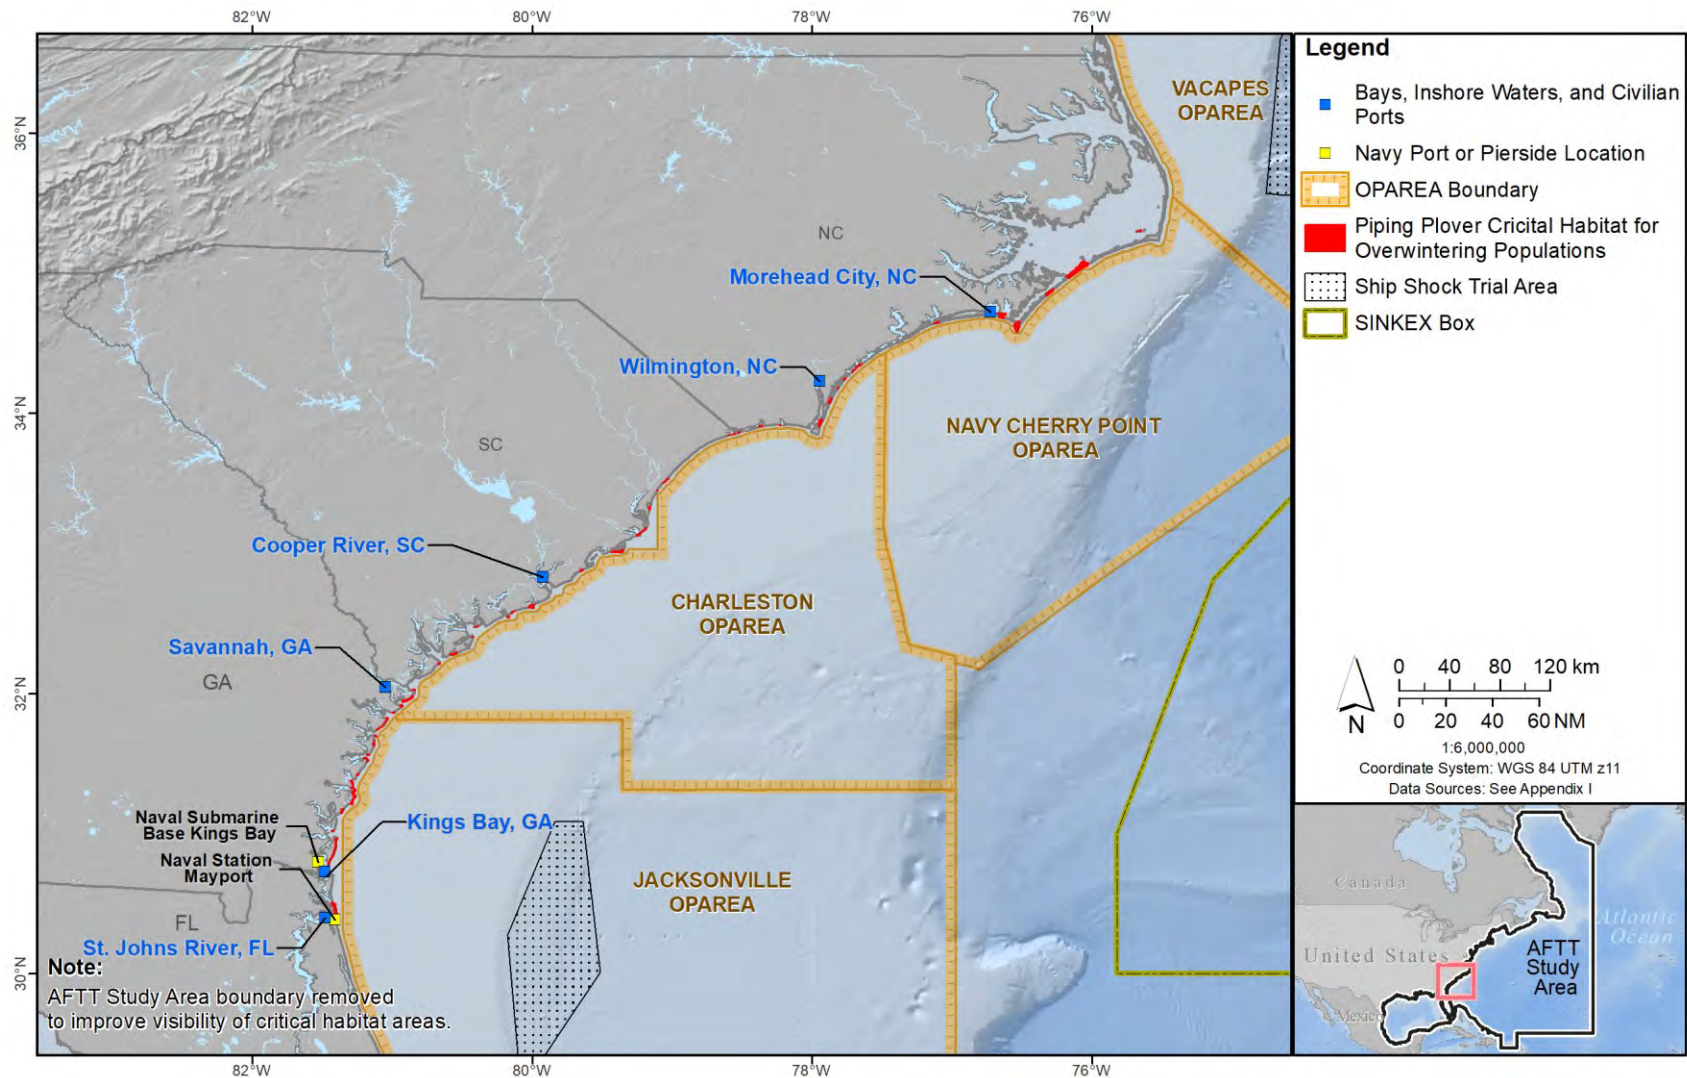 82°W
80°W
78°W
76°W
36°N
34°N
32°N
30°N
VACAPES
OPAREA
NC
Morehead City, NC
Wilmington, NC
NAVY CHERRY POINT
OPAREA
SC
Cooper River, SC
CHARLESTON
OPAREA
Savannah, GA
GA
Naval Submarine
Base Kings Bay
Kings Bay, GA
Naval Station
Mayport
JACKSONVILLE
OPAREA
FL
St. Johns River, FL
Note:
AFTT Study Area boundary removed
to improve visibility of critical habitat areas.
82°W
80°W
78°W
76°W
Legend
Bays, Inshore Waters, and Civilian
Ports
Navy Port or Pierside Location
OPAREA Boundary
Piping Plover Cricital Habitat for
Overwintering Populations
Ship Shock Trial Area
SINKEX Box
N
0 40 80 120 km
0 20 40 60 NM
1:6,000,000
Coordinate System: WGS 84 UTM z11
Data Sources: See Appendix I
Canada
United States
Mexico
Atlantic
Ocean
AFTT
Study
Area